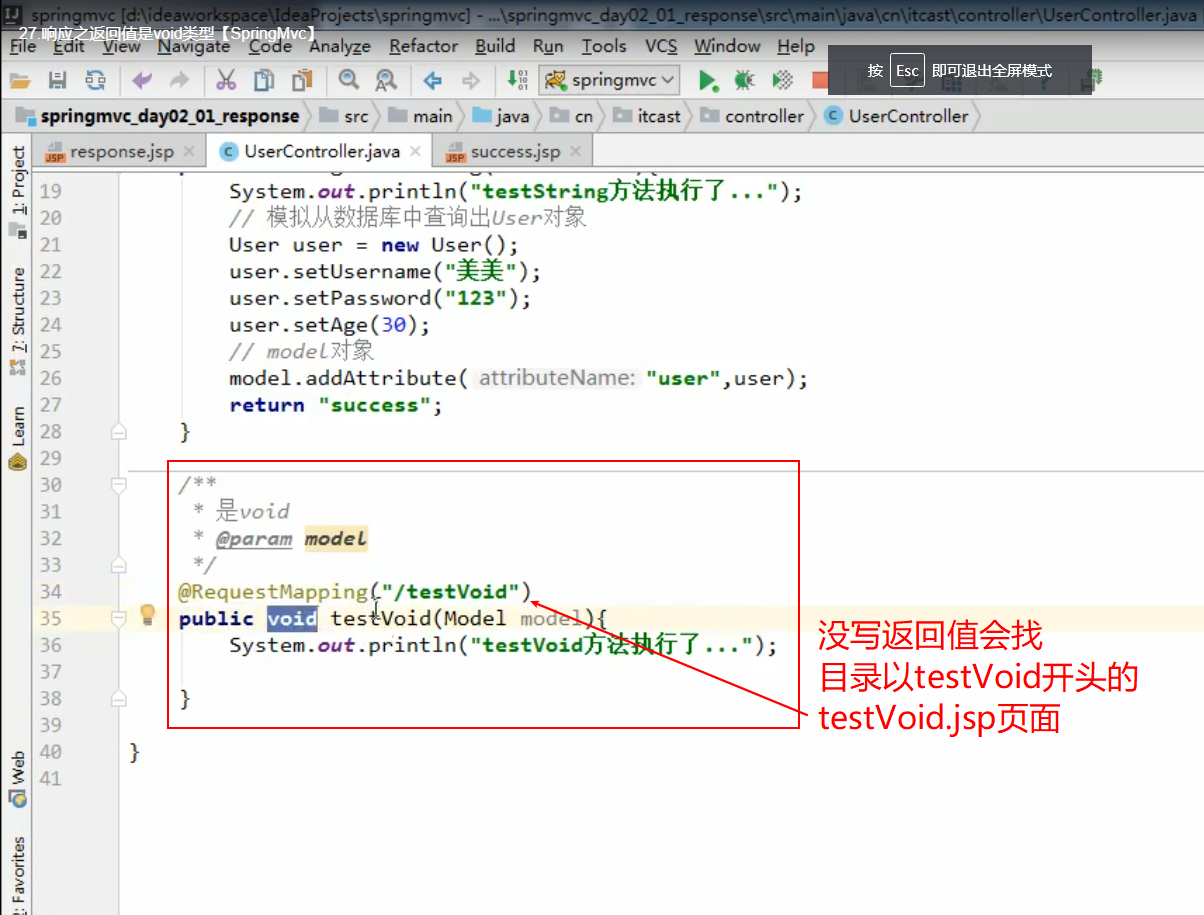 springmvc [d:\ideaworkspace\IdeaProjects\springmvc] - ...\springmvc_day02_01_response\src\main\java\cn\itcast\controller\UserController.java
27.响应之返回值是void类型【SpringMvc】
File Edit View Navigate Code Analyze Refactor Build Run Tools VCS Window Help
按 Esc 即可退出全屏模式
springmvc
springmvc_day02_01_response src main java cn itcast controller UserController
response.jsp UserController.java success.jsp
1: Project
7: Structure
Learn
Web
2: Favorites
19 System.out.println("testString方法执行了...");
20 // 模拟从数据库中查询出User对象
21 User user = new User();
22 user.setUsername("美美");
23 user.setPassword("123");
24 user.setAge(30);
25 // model对象
26 model.addAttribute( attributeName: "user",user);
27 return "success";
28 }
29
30 /**
31 * 是void
32 * @param model
33 */
34 @RequestMapping("/testVoid")
35 public void testVoid(Model model){
36 System.out.println("testVoid方法执行了...");
37
38 }
39
40 }
41
没写返回值会找
目录以testVoid开头的
testVoid.jsp页面